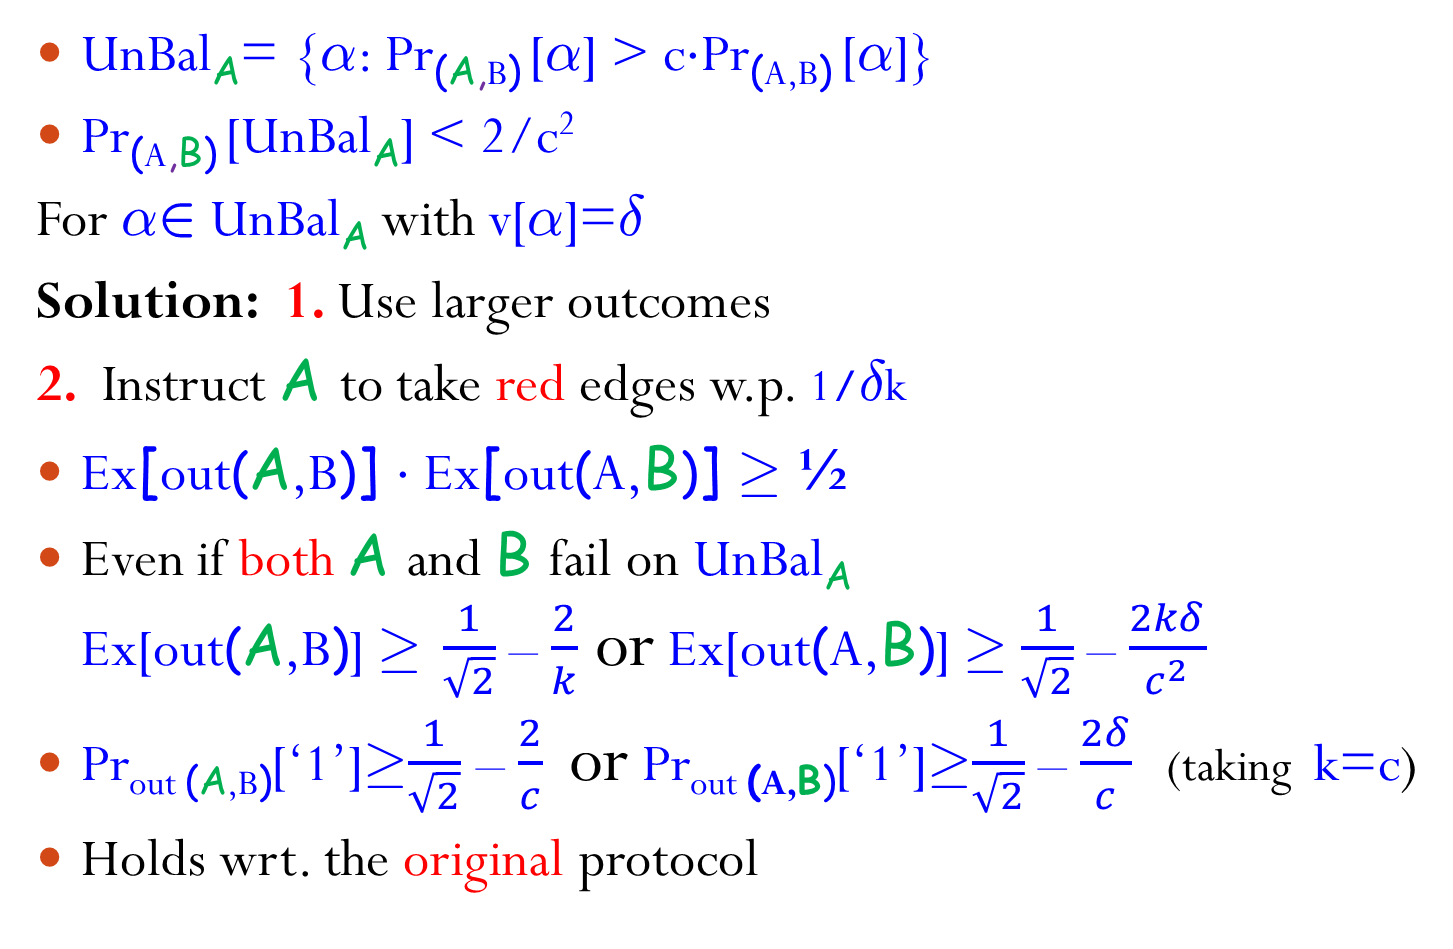 • UnBal_A= {α: Pr_(A,B) [α] > c·Pr_(A,B) [α]}
• Pr_(A,B) [UnBal_A] < 2/c²
For α∈ UnBal_A with v[α]=δ
Solution: 1. Use larger outcomes
2. Instruct A to take red edges w.p. 1/δk
• Ex[out(A,B)] · Ex[out(A,B)] ≥ ½
• Even if both A and B fail on UnBal_A
Ex[out(A,B)] ≥ 1/√2 – 2/k or Ex[out(A,B)] ≥ 1/√2 – 2kδ/c²
• Pr_out (A,B)[‘1’]≥1/√2 – 2/c or Pr_out (A,B)[‘1’]≥1/√2 – 2δ/c (taking k=c)
• Holds wrt. the original protocol